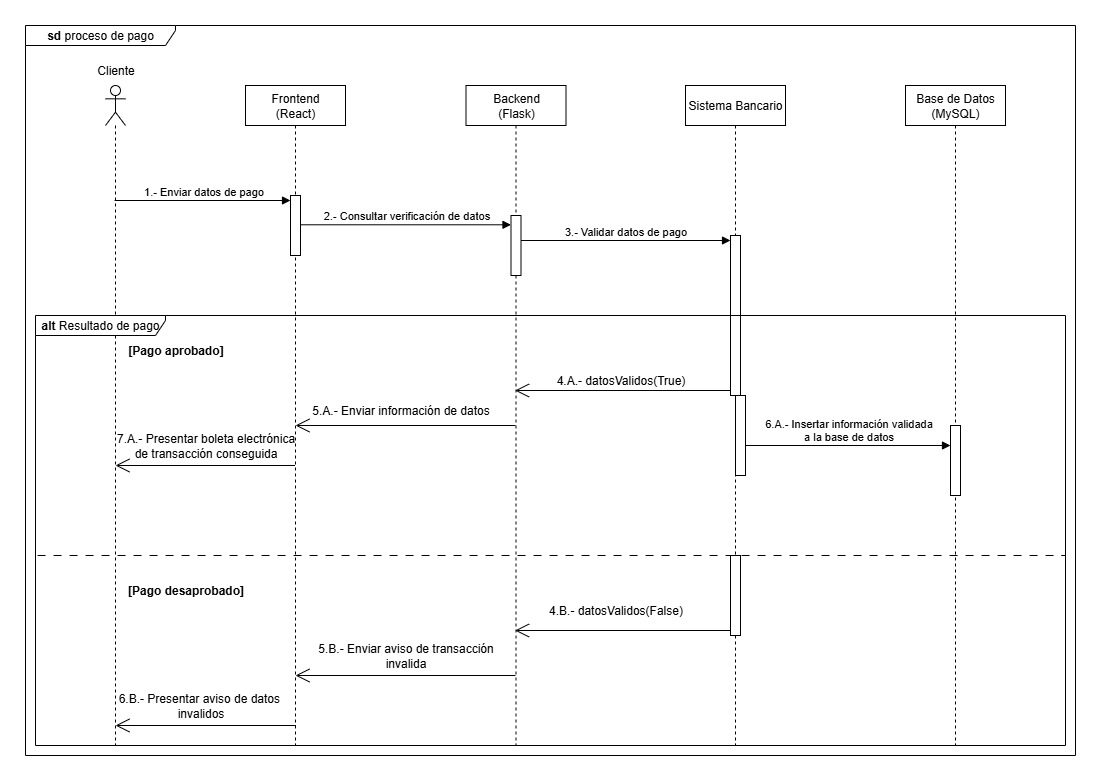 sd proceso de pago
Cliente
Frontend
(React)
Backend
(Flask)
Sistema Bancario
Base de Datos
(MySQL)
1.- Enviar datos de pago
2.- Consultar verificación de datos
3.- Validar datos de pago
alt Resultado de pago
[Pago aprobado]
4.A.- datosValidos(True)
5.A.- Enviar información de datos
6.A.- Insertar información validada
a la base de datos
7.A.- Presentar boleta electrónica
de transacción conseguida
[Pago desaprobado]
4.B.- datosValidos(False)
5.B.- Enviar aviso de transacción
invalida
6.B.- Presentar aviso de datos
invalidos